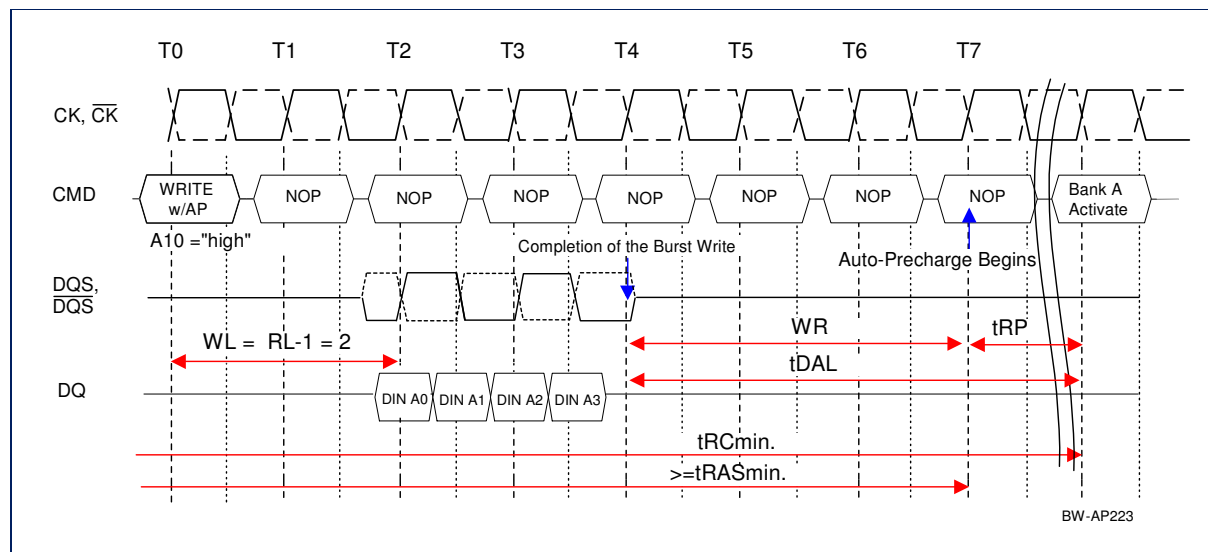 T0 T1 T2 T3 T4 T5 T6 T7
CK, CK
CMD
WRITE
w/AP
NOP NOP NOP NOP NOP NOP NOP
Bank A
Activate
A10 ="high"
Completion of the Burst Write
Auto-Precharge Begins
DQS,
DQS
WL = RL-1 = 2
WR
tRP
tDAL
DQ
DIN A0 DIN A1 DIN A2 DIN A3
tRCmin.
>=tRASmin.
BW-AP223